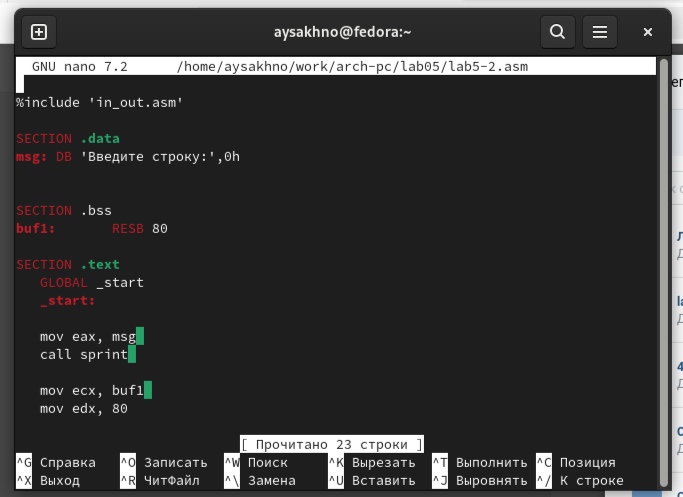 aysakhno@fedora:~
GNU nano 7.2 /home/aysakhno/work/arch-pc/lab05/lab5-2.asm
%include 'in_out.asm'
SECTION .data
msg: DB 'Введите строку:',0h
SECTION .bss
buf1: RESB 80
SECTION .text
GLOBAL _start
_start:
mov eax, msg
call sprint
mov ecx, buf1
mov edx, 80
[ Прочитано 23 строки ]
^G Справка ^O Записать ^W Поиск ^K Вырезать ^T Выполнить ^C Позиция
^X Выход ^R ЧитФайл ^\ Замена ^U Вставить ^J Выровнять ^/ К строке